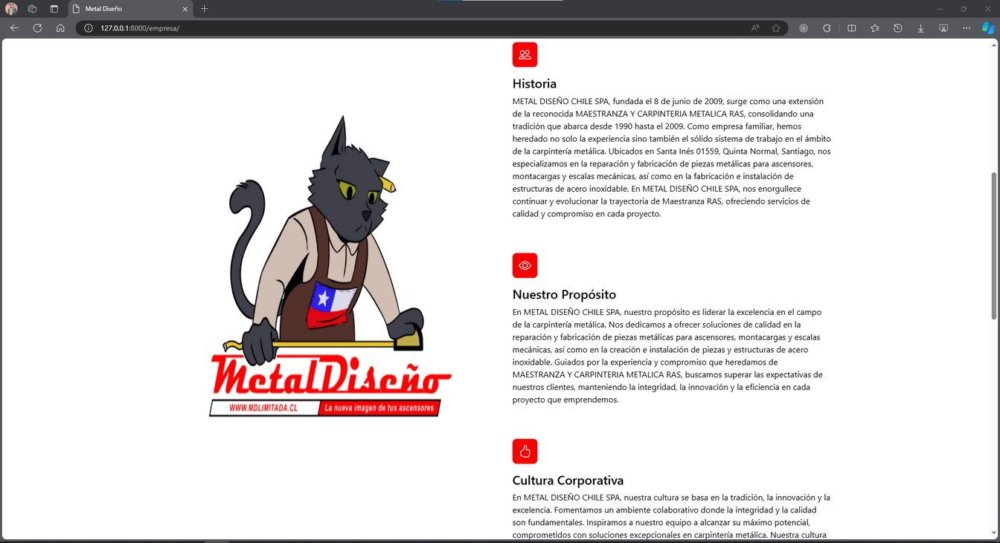 Metal Diseño
127.0.0.1:8000/empresa/
Historia
METAL DISEÑO CHILE SPA, fundada el 8 de junio de 2009, surge como una extensión
de la reconocida MAESTRANZA Y CARPINTERIA METALICA RAS, consolidando una
tradición que abarca desde 1990 hasta el 2009. Como empresa familiar, hemos
heredado no solo la experiencia sino también el sólido sistema de trabajo en el ámbito
de la carpintería metálica. Ubicados en Santa Inés 01559, Quinta Normal, Santiago, nos
especializamos en la reparación y fabricación de piezas metálicas para ascensores,
montacargas y escalas mecánicas, así como en la fabricación e instalación de
estructuras de acero inoxidable. En METAL DISEÑO CHILE SPA, nos enorgullece
continuar y evolucionar la trayectoria de Maestranza RAS, ofreciendo servicios de
calidad y compromiso en cada proyecto.
Nuestro Propósito
En METAL DISEÑO CHILE SPA, nuestro propósito es liderar la excelencia en el campo
de la carpintería metálica. Nos dedicamos a ofrecer soluciones de calidad en la
reparación y fabricación de piezas metálicas para ascensores, montacargas y escalas
mecánicas, así como en la creación e instalación de piezas y estructuras de acero
inoxidable. Guiados por la experiencia y compromiso que heredamos de
MAESTRANZA Y CARPINTERIA METALICA RAS, buscamos superar las expectativas de
nuestros clientes, manteniendo la integridad, la innovación y la eficiencia en cada
proyecto que emprendemos.
Cultura Corporativa
En METAL DISEÑO CHILE SPA, nuestra cultura se basa en la tradición, la innovación y la
excelencia. Fomentamos un ambiente colaborativo donde la integridad y la calidad
son fundamentales. Inspiramos a nuestro equipo a alcanzar su máximo potencial,
comprometidos con soluciones excepcionales en carpintería metálica. Nuestra cultura
MetalDiseño
WWW.MDLIMITADA.CL
La nueva imagen de tus ascensores